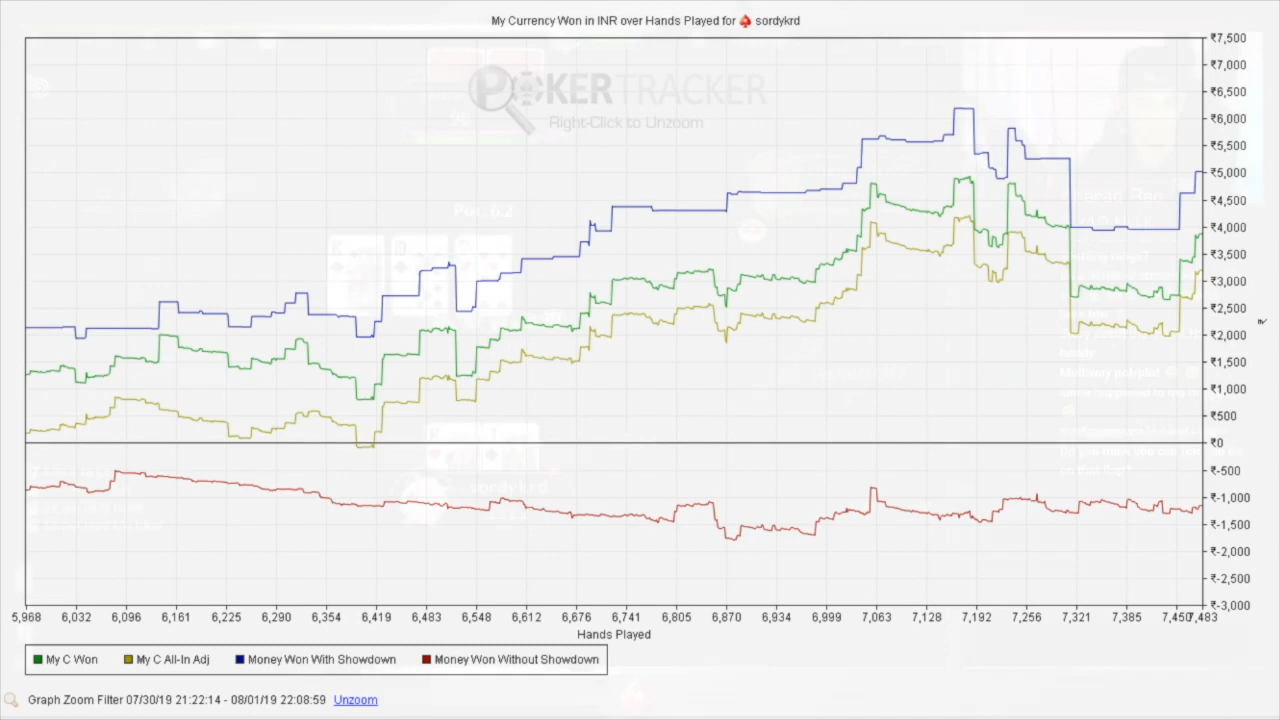 My Currency Won in INR over Hands Played for sordykrd
POKERTRACKER
Right-Click to Unzoom
₹7,500
₹7,000
₹6,500
₹6,000
₹5,500
₹5,000
₹4,500
₹4,000
₹3,500
₹3,000
₹2,500
₹2,000
₹1,500
₹1,000
₹500
₹0
₹-500
₹-1,000
₹-1,500
₹-2,000
₹-2,500
₹-3,000
₹
5,968 6,032 6,096 6,161 6,225 6,290 6,354 6,419 6,483 6,548 6,612 6,676 6,741 6,805 6,870 6,934 6,999 7,063 7,128 7,192 7,256 7,321 7,385 7,450 7,483
Hands Played
My C Won My C All-In Adj Money Won With Showdown Money Won Without Showdown
Graph Zoom Filter 07/30/19 21:22:14 - 08/01/19 22:08:59 Unzoom
sordykrd